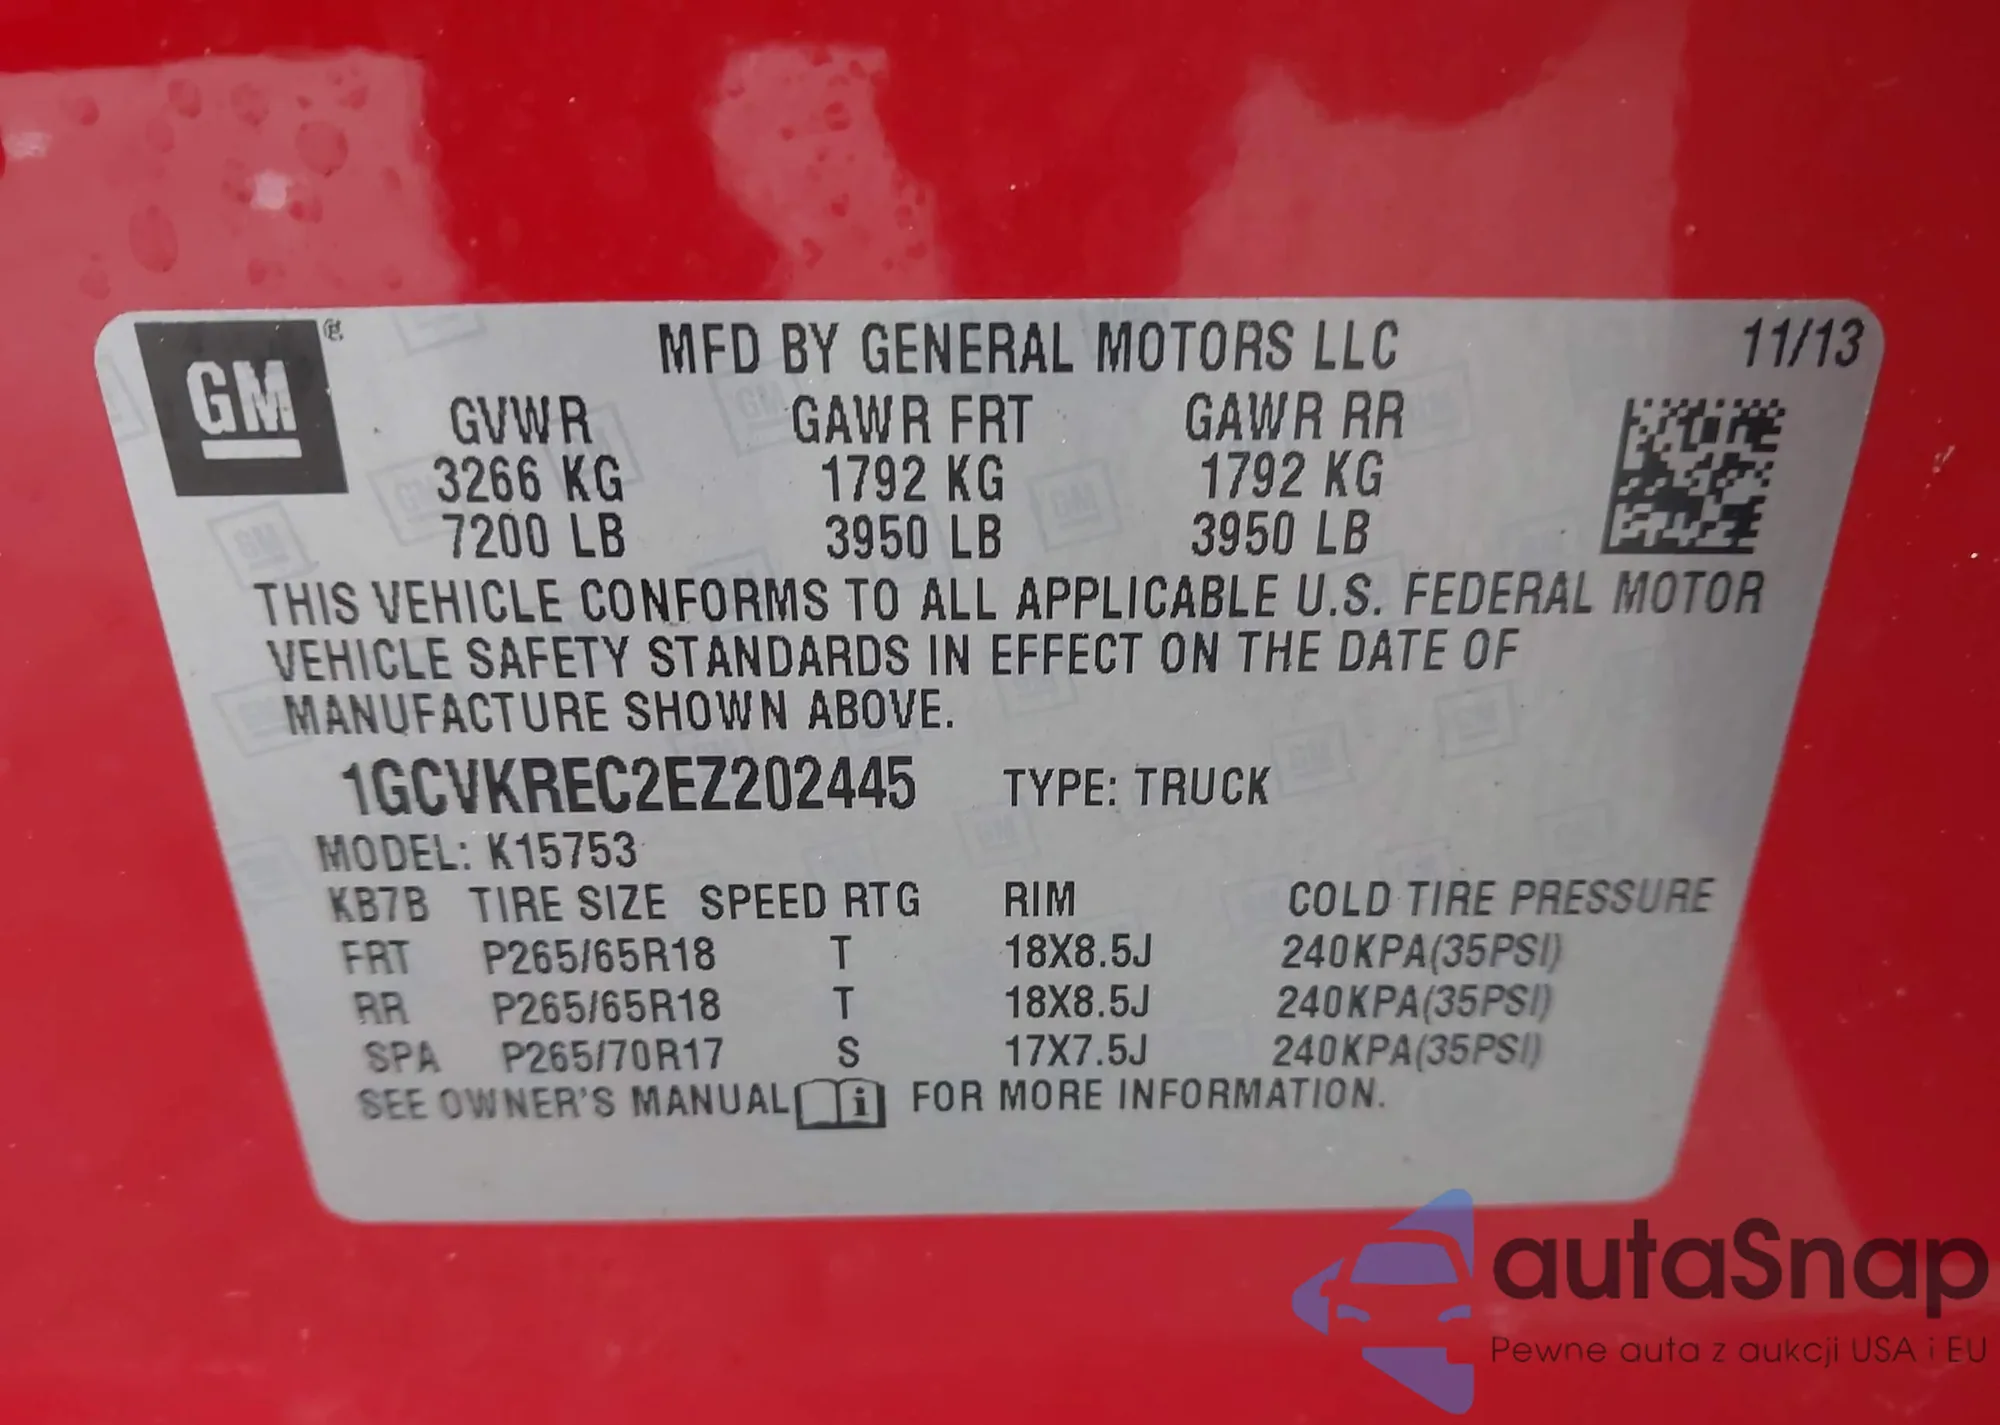 GM ®
MFD BY GENERAL MOTORS LLC 11/13
GVWR GAWR FRT GAWR RR
3266 KG 1792 KG 1792 KG
7200 LB 3950 LB 3950 LB
THIS VEHICLE CONFORMS TO ALL APPLICABLE U.S. FEDERAL MOTOR
VEHICLE SAFETY STANDARDS IN EFFECT ON THE DATE OF
MANUFACTURE SHOWN ABOVE.
1GCVKREC2EZ202445 TYPE: TRUCK
MODEL: K15753
KB7B TIRE SIZE SPEED RTG RIM COLD TIRE PRESSURE
FRT P265/65R18 T 18X8.5J 240KPA(35PSI)
RR P265/65R18 T 18X8.5J 240KPA(35PSI)
SPA P265/70R17 S 17X7.5J 240KPA(35PSI)
SEE OWNER'S MANUAL i FOR MORE INFORMATION.
autaSnap
Pewne auta z aukcji USA i EU